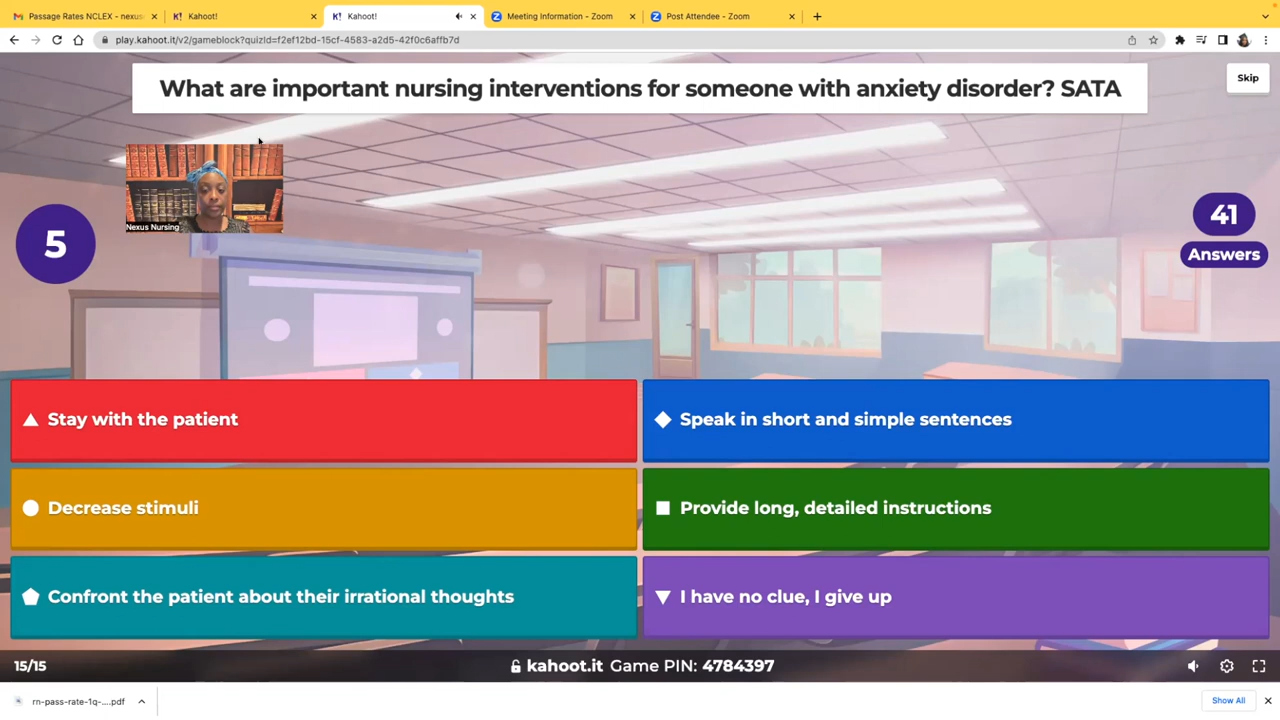 Passage Rates NCLEX - nexus
Kahoot!
Kahoot!
Meeting Information - Zoom
Post Attendee - Zoom
play.kahoot.it/v2/gameblock?quizId=f2ef12bd-15cf-4583-a2d5-42f0c6affb7d
What are important nursing interventions for someone with anxiety disorder? SATA
Skip
Nexus Nursing
5
41
Answers
Stay with the patient
Speak in short and simple sentences
Decrease stimuli
Provide long, detailed instructions
Confront the patient about their irrational thoughts
I have no clue, I give up
15/15
kahoot.it Game PIN: 4784397
rn-pass-rate-1q-....pdf
Show All